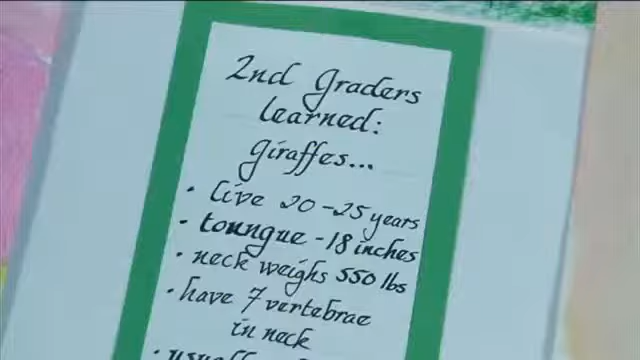 2nd Graders
learned:
Giraffes...
• live 20-25 years
• toungue - 18 inches
• neck weighs 550 lbs
• have 7 vertebrae
in neck